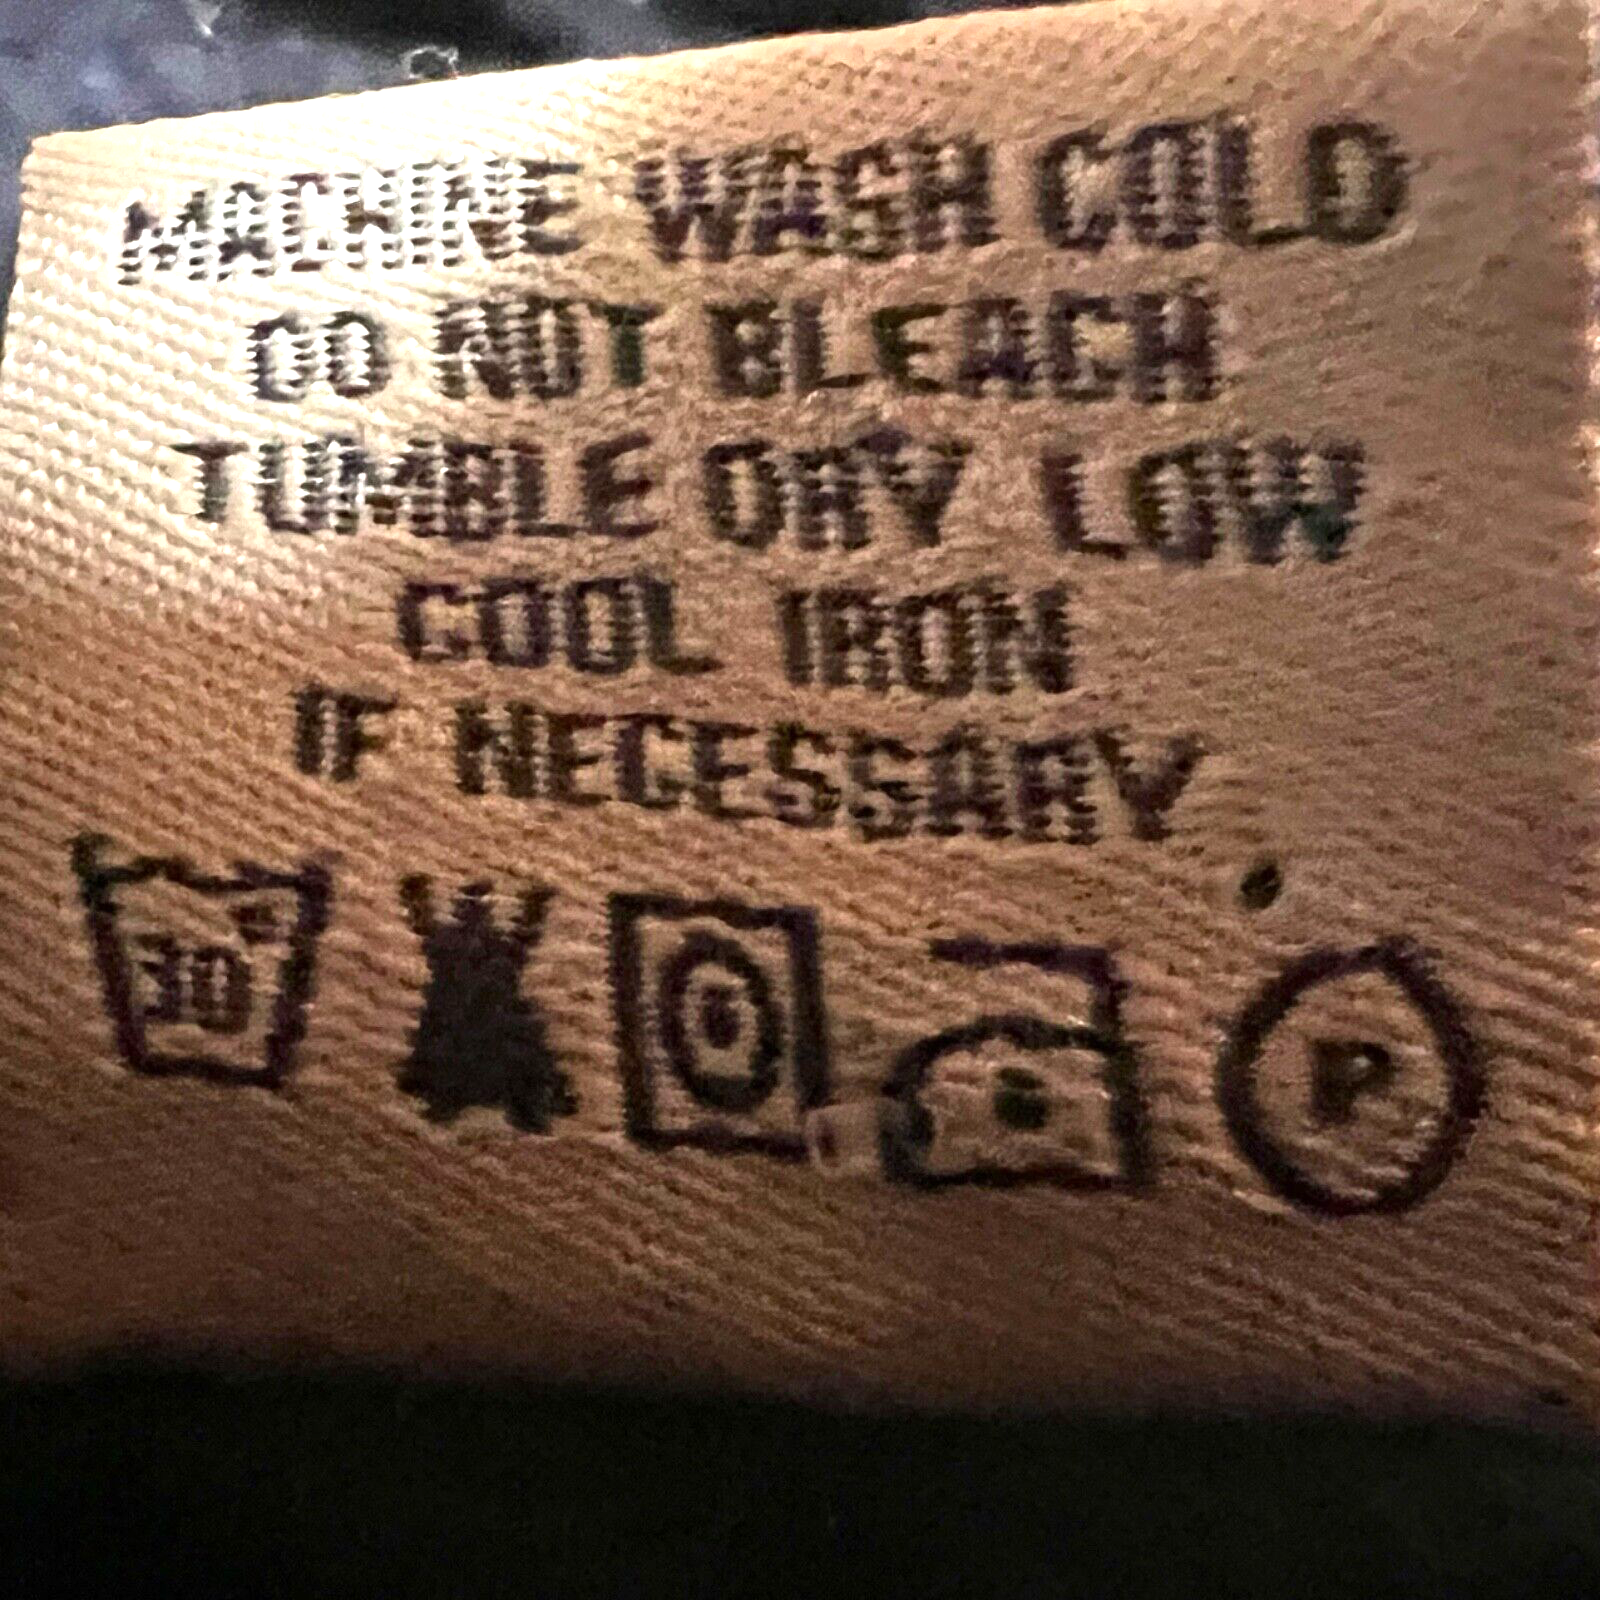 MACHINE WASH COLD
DO NOT BLEACH
TUMBLE DRY LOW
COOL IRON
IF NECESSARY
30 P